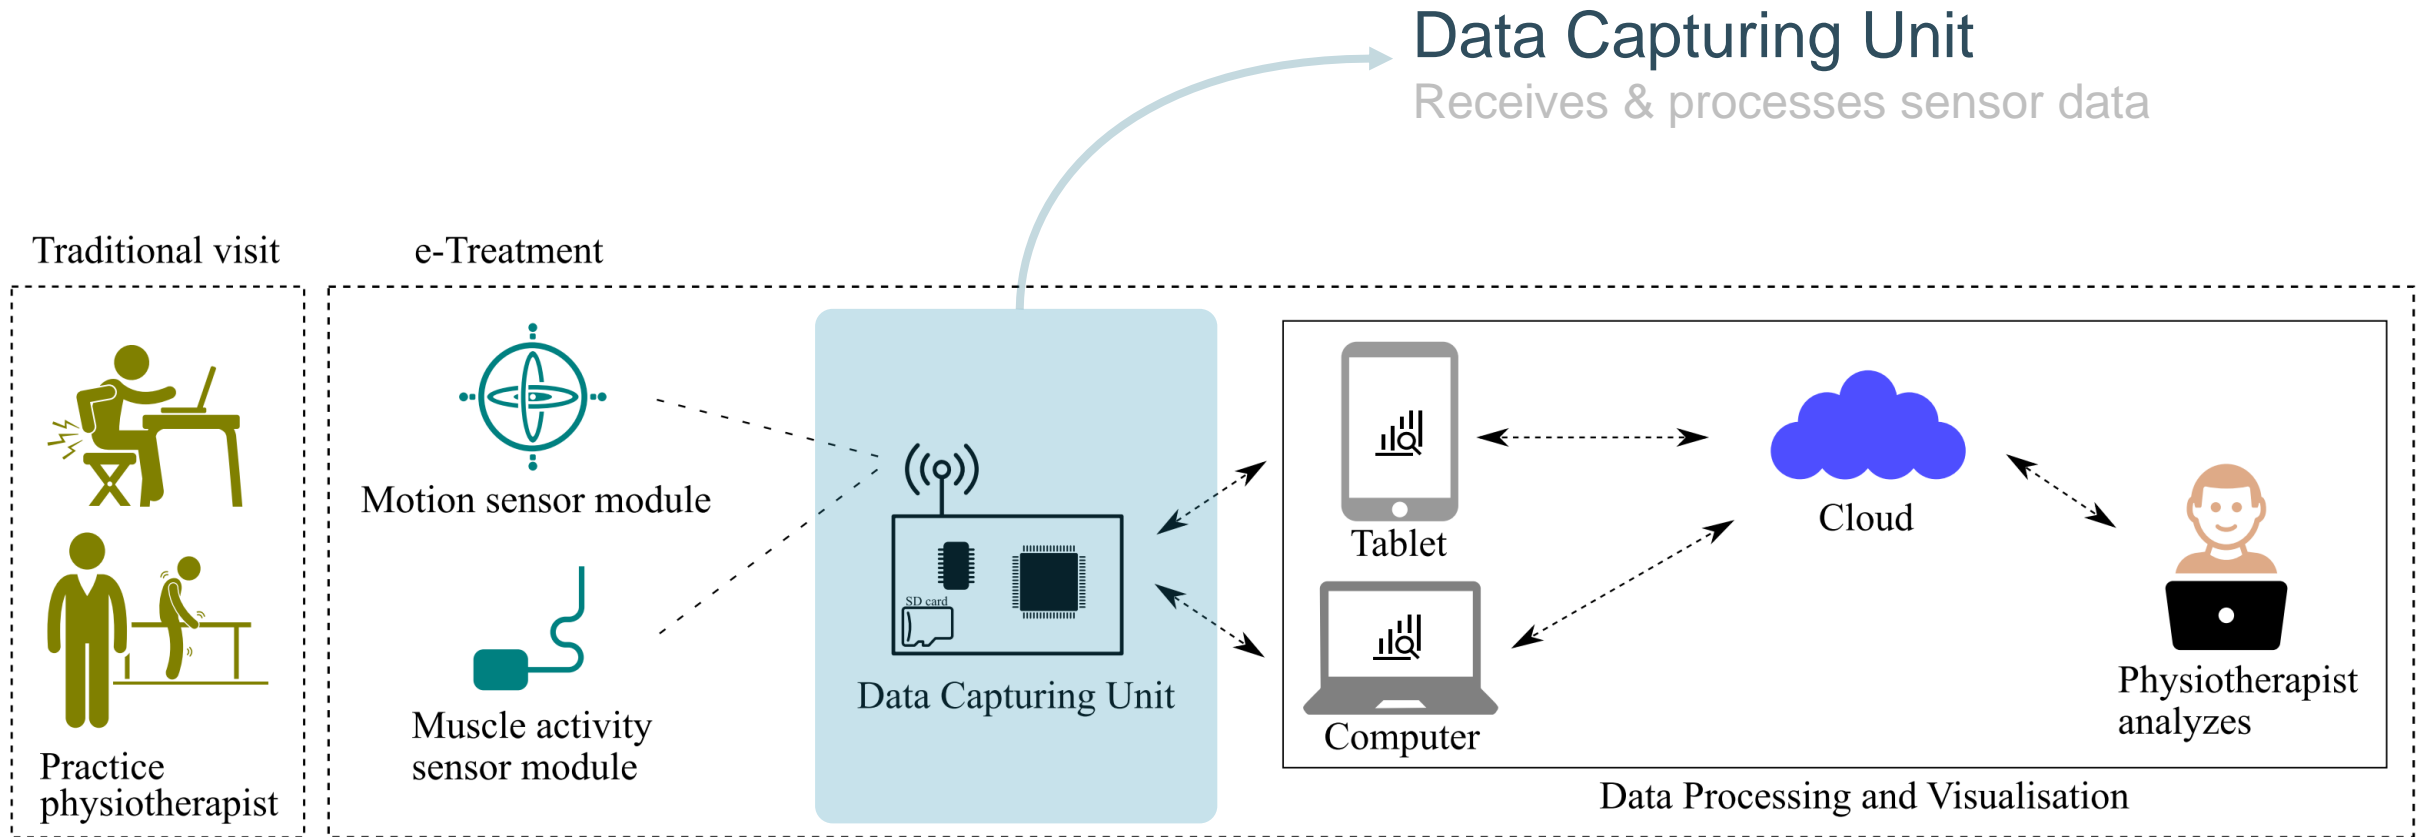 Data Capturing Unit
Receives & processes sensor data
Traditional visit
e-Treatment
Motion sensor module
Muscle activity
sensor module
Practice
physiotherapist
SD card
Data Capturing Unit
Tablet
Computer
Cloud
Physiotherapist
analyzes
Data Processing and Visualisation